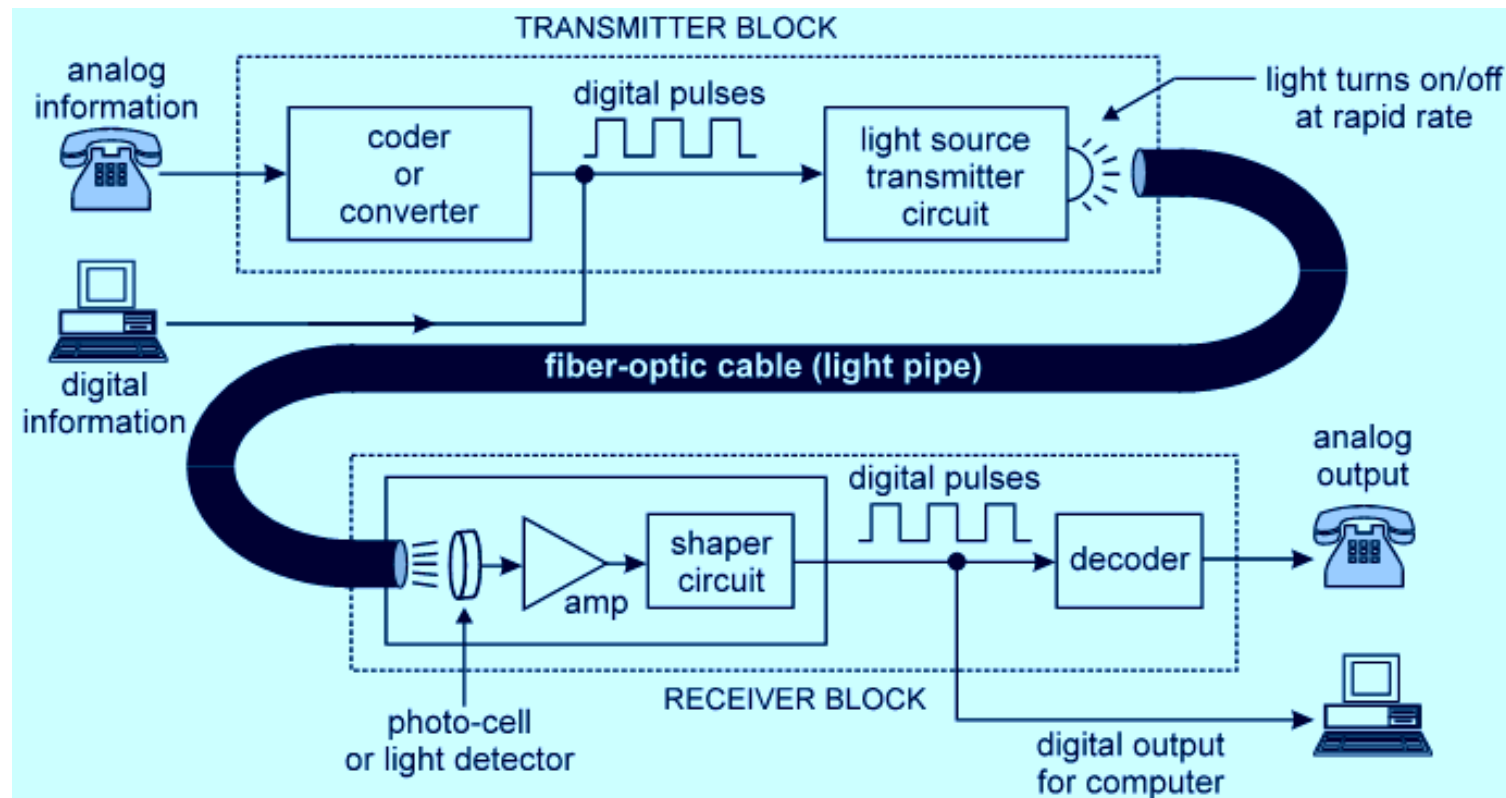 TRANSMITTER BLOCK
analog
information
digital pulses
light turns on/off
at rapid rate
coder
or
converter
light source
transmitter
circuit
digital
information
fiber-optic cable (light pipe)
analog
output
digital pulses
shaper
circuit
amp
decoder
RECEIVER BLOCK
photo-cell
or light detector
digital output
for computer